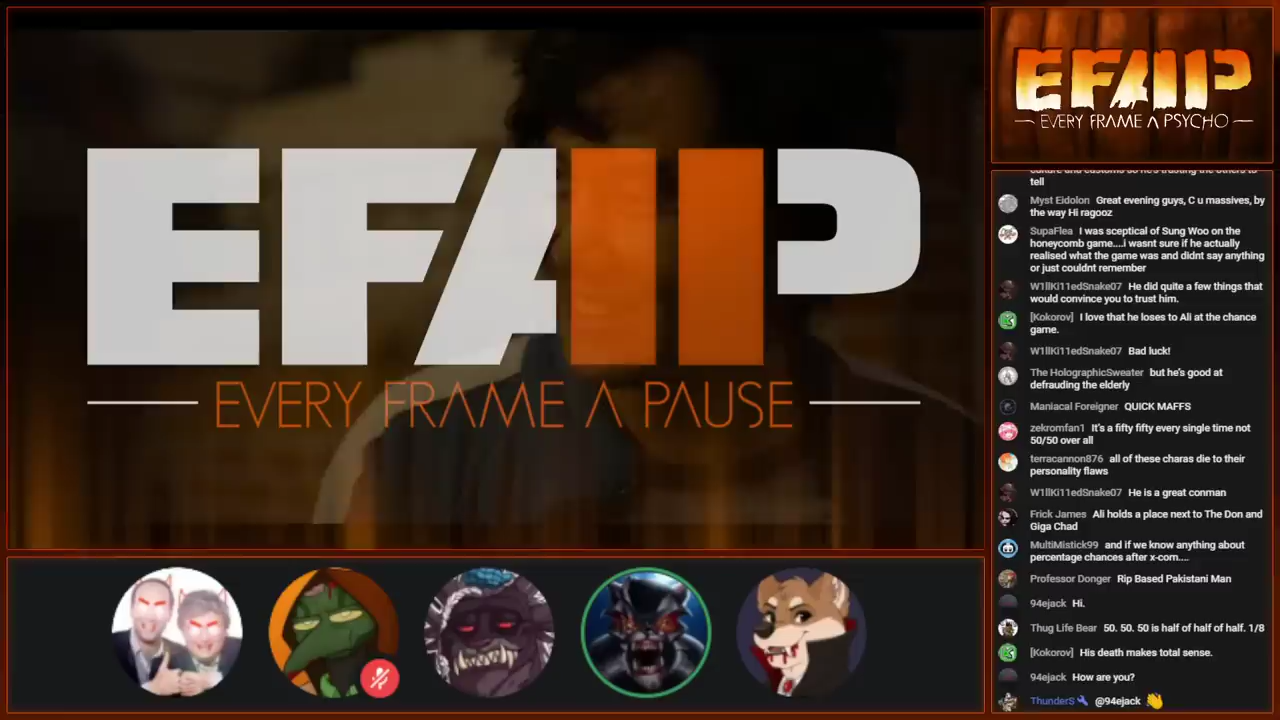 EFAP
EVERY FRAME A PAUSE
EFAP
EVERY FRAME A PSYCHO
culture and customs so he's trusting the others to
tell
Myst Eidolon Great evening guys, C u massives, by
the way Hi ragooz
SupaFlea I was sceptical of Sung Woo on the
honeycomb game....i wasnt sure if he actually
realised what the game was and didnt say anything
or just couldnt remember
W1llKi11edSnake07 He did quite a few things that
would convince you to trust him.
[Kokorov] I love that he loses to Ali at the chance
game.
W1llKi11edSnake07 Bad luck!
The HolographicSweater but he's good at
defrauding the elderly
Maniacal Foreigner QUICK MAFFS
zekromfan1 It's a fifty fifty every single time not
50/50 over all
terracannon876 all of these charas die to their
personality flaws
W1llKi11edSnake07 He is a great conman
Frick James Ali holds a place next to The Don and
Giga Chad
MultiMistick99 and if we know anything about
percentage chances after x-com....
Professor Donger Rip Based Pakistani Man
94ejack Hi.
Thug Life Bear 50. 50. 50 is half of half of half. 1/8
[Kokorov] His death makes total sense.
94ejack How are you?
ThunderS @94ejack 👋